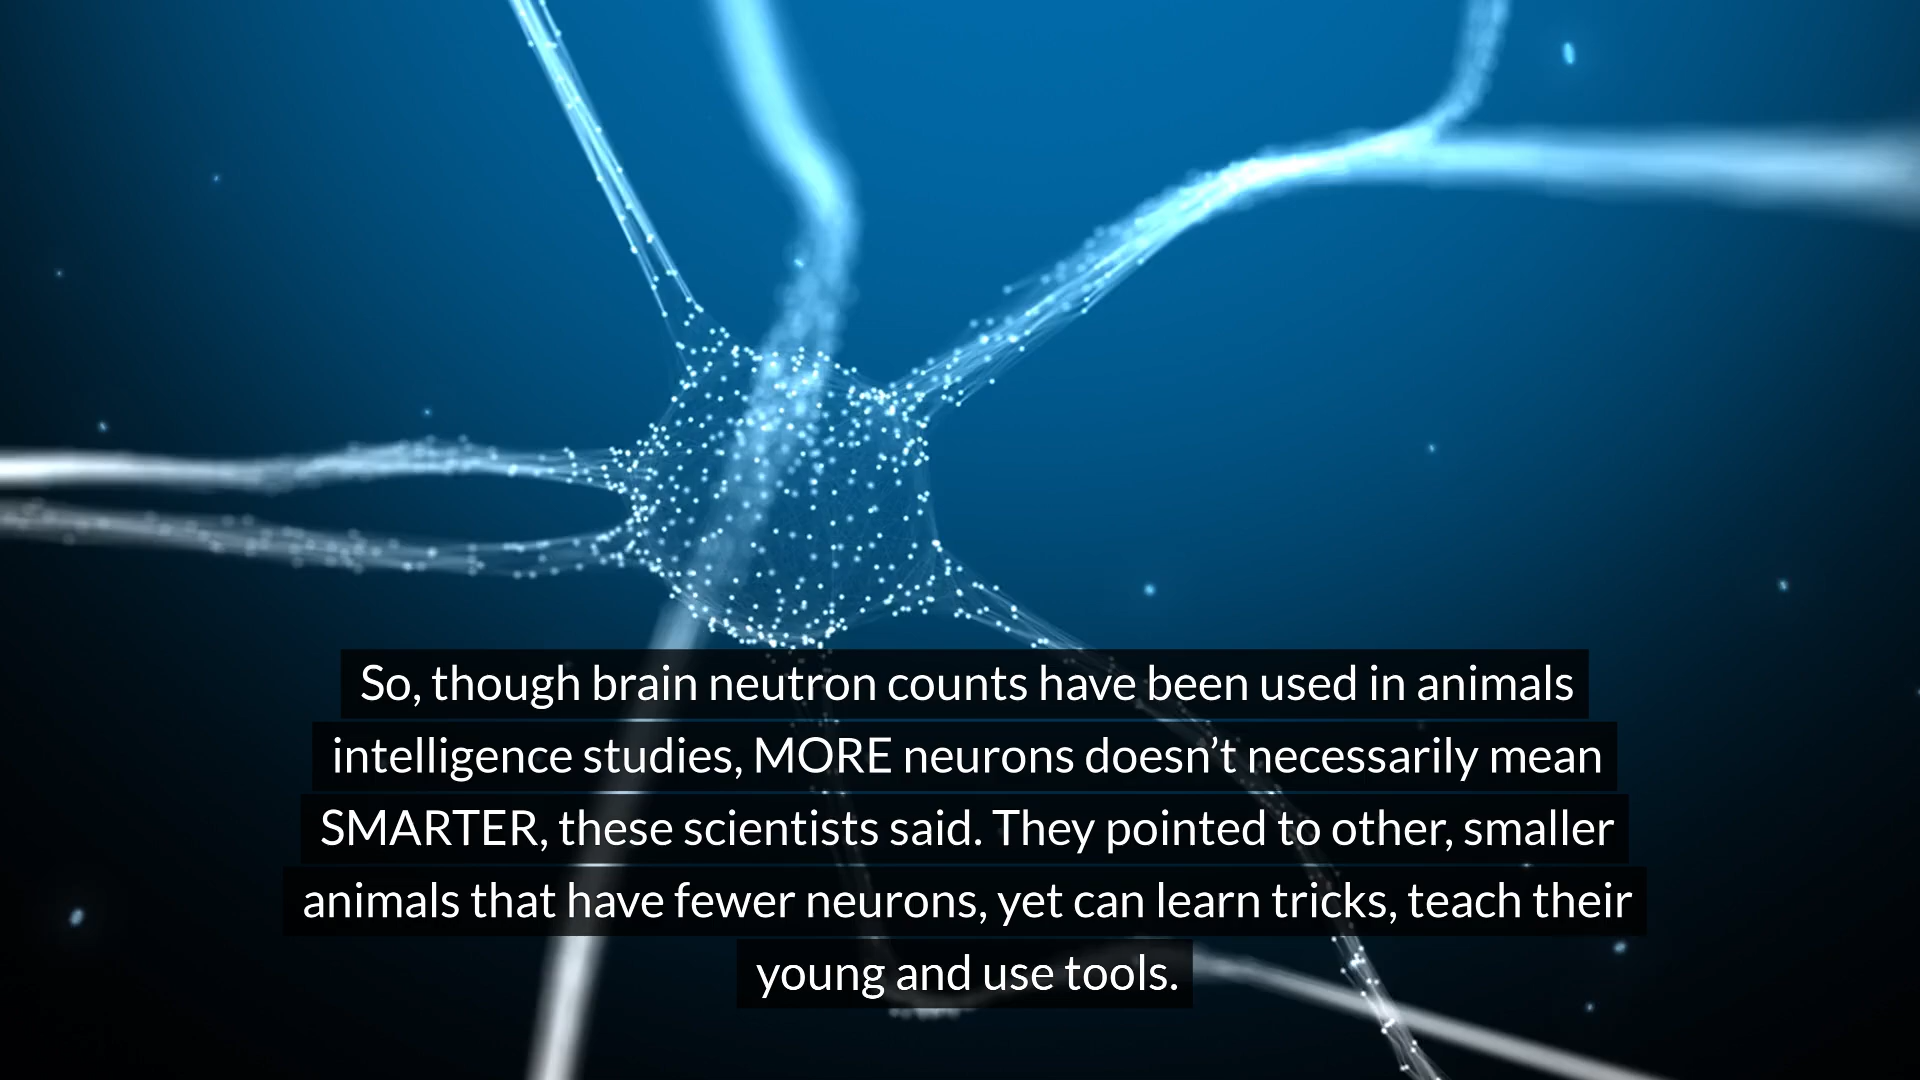 So, though brain neutron counts have been used in animals
intelligence studies, MORE neurons doesn’t necessarily mean
SMARTER, these scientists said. They pointed to other, smaller
animals that have fewer neurons, yet can learn tricks, teach their
young and use tools.